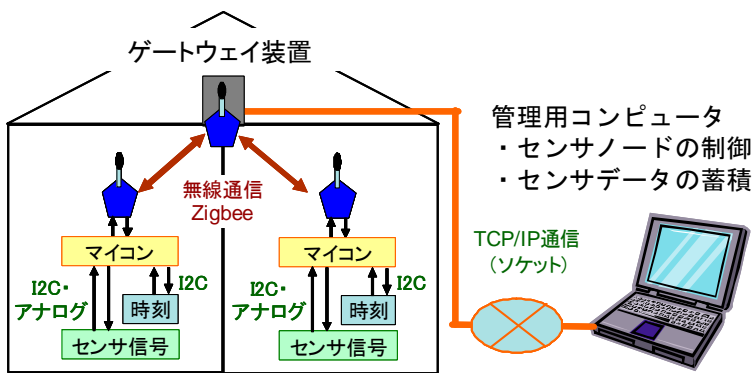 ゲートウェイ装置
管理用コンピュータ
・センサノードの制御
・センサデータの蓄積
無線通信
Zigbee
TCP/IP通信
(ソケット)
マイコン
I2C・
アナログ
I2C
時刻
センサ信号
マイコン
I2C・
アナログ
I2C
時刻
センサ信号